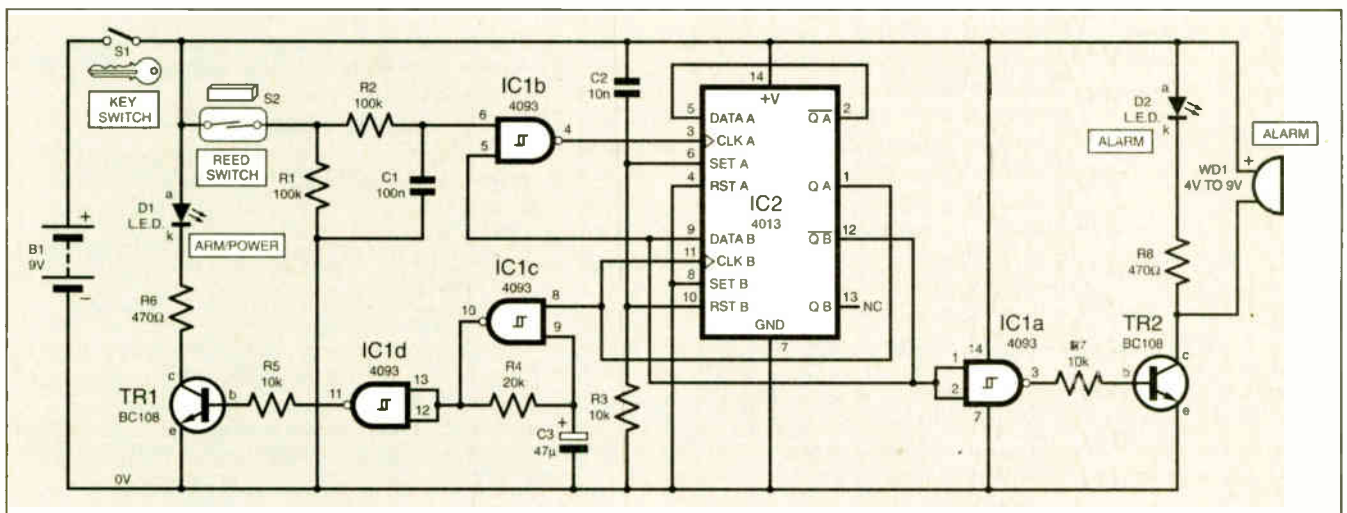 S1
KEY
SWITCH
S2
REED
SWITCH
R2
100k
R1
100k
C1
100n
IC1b
4093
6
5
4
C2
10n
14
+V
5 DATA A Q A 2
3 CLK A
6 SET A
4 RST A Q A 1
IC2
4013
9 DATA B Q B 12
11 CLK B
8 SET B
10 RST B Q B 13 NC
GND
7
a
D1
L.E.D.
k
ARM/POWER
B1
9V
+
−
R6
470Ω
IC1c
4093
10
8
9
IC1d
4093
11
13
12
R4
20k
R5
10k
TR1
BC108
c
b
e
+
C3
47µ
R3
10k
0V
IC1a
4093
14
1
2
3
7
R7
10k
TR2
BC108
c
b
e
a
D2
L.E.D.
k
ALARM
R8
470Ω
ALARM
WD1
4V TO 9V
+